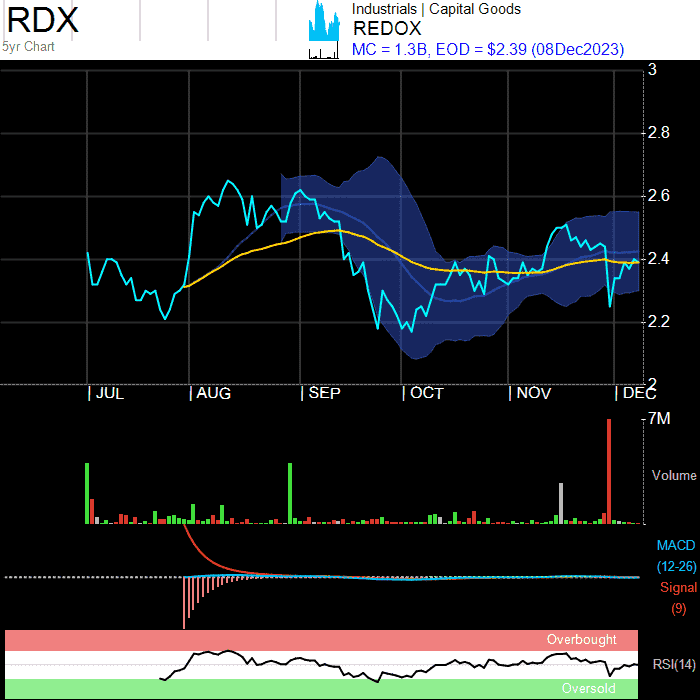 RDX
5yr Chart
Industrials | Capital Goods
REDOX
MC = 1.3B, EOD = $2.39 (08Dec2023)
3
2.8
2.6
2.4
2.2
2
| JUL | AUG | SEP | OCT | NOV | DEC
7M
Volume
MACD
(12-26)
Signal
(9)
Overbought
RSI(14)
Oversold